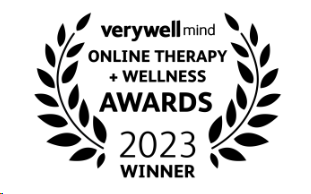 verywell mind
ONLINE THERAPY
+ WELLNESS
AWARDS
2023
WINNER